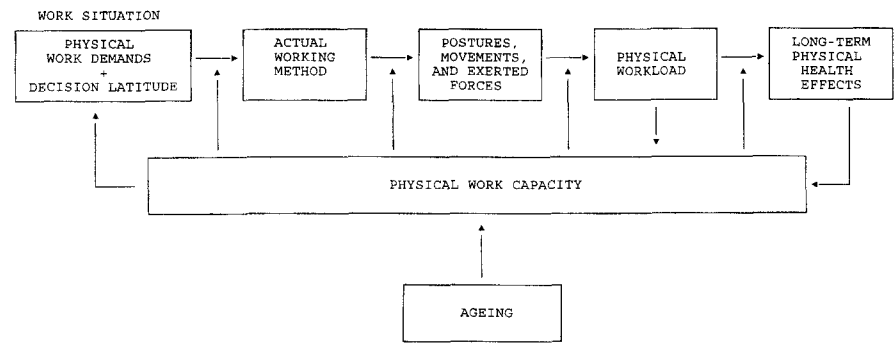 WORK SITUATION
PHYSICAL
WORK DEMANDS
+
DECISION LATITUDE
ACTUAL
WORKING
METHOD
POSTURES,
MOVEMENTS,
AND EXERTED
FORCES
PHYSICAL
WORKLOAD
LONG-TERM
PHYSICAL
HEALTH
EFFECTS
PHYSICAL WORK CAPACITY
AGEING